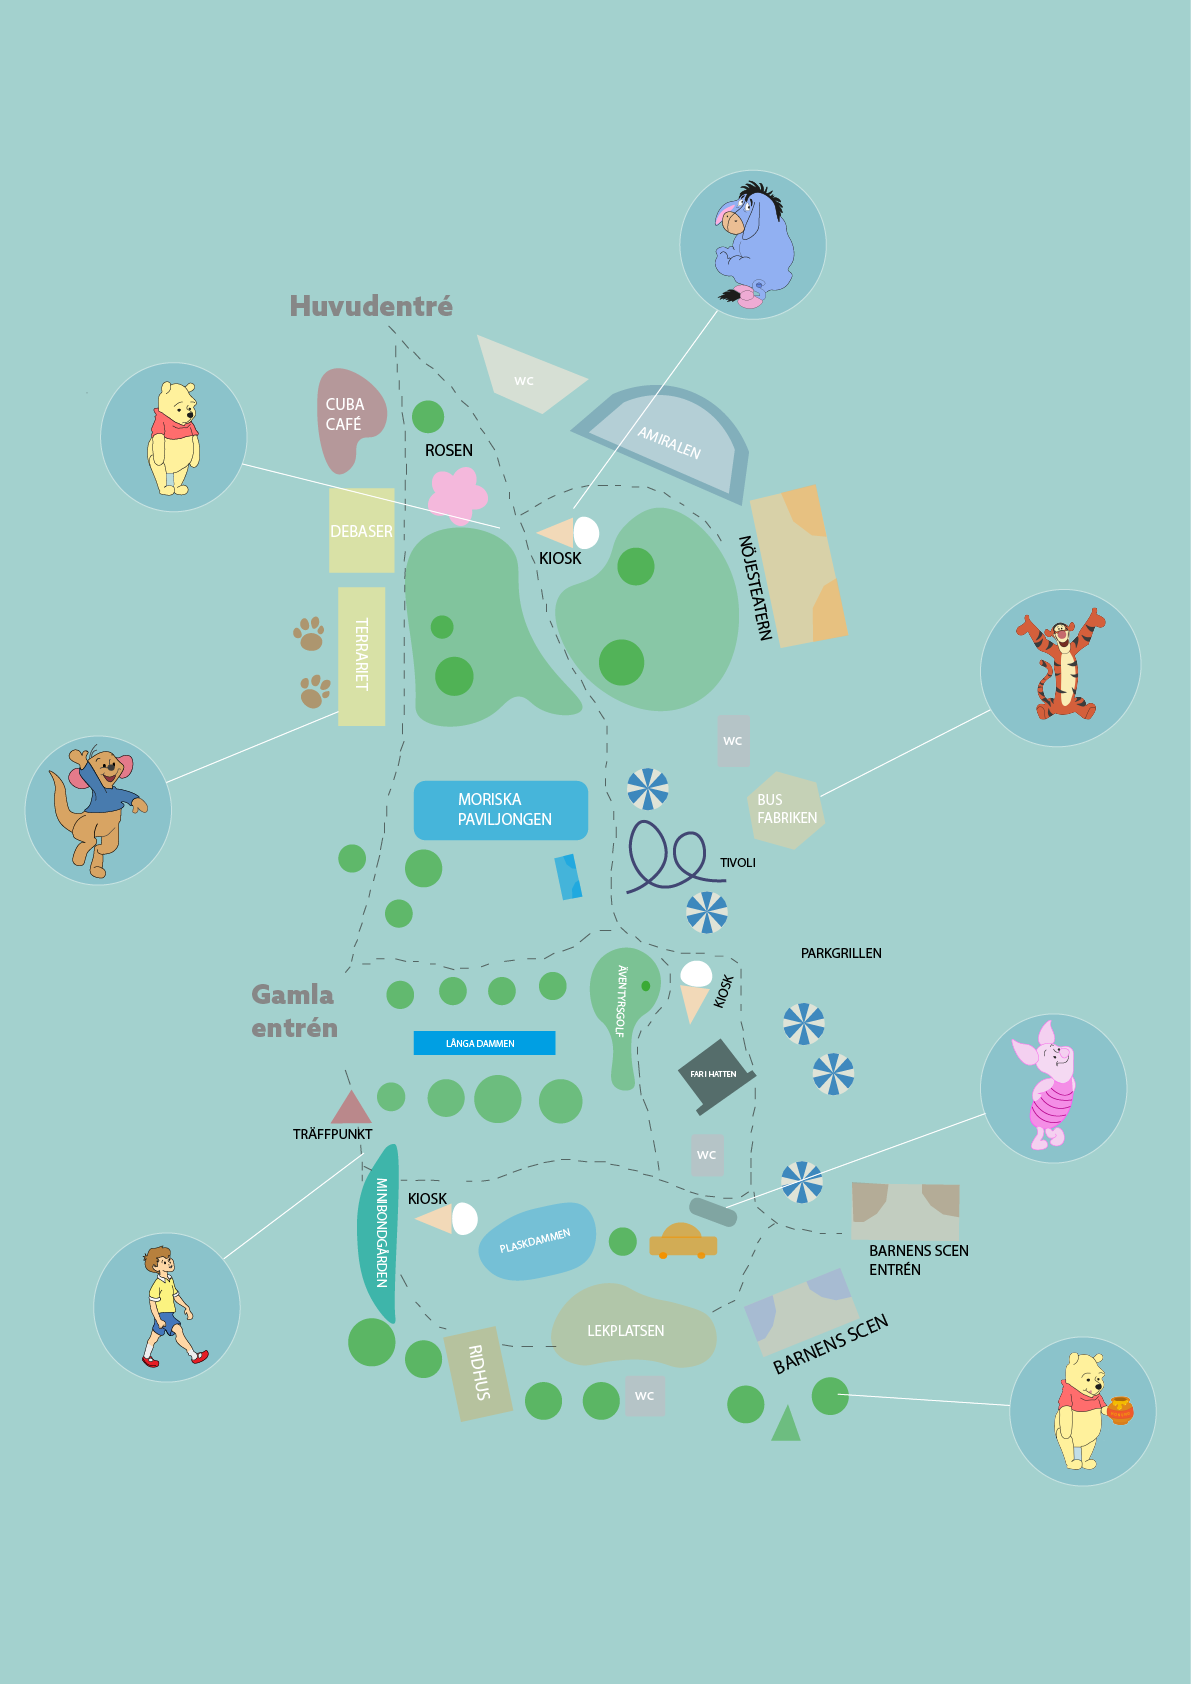 Huvudentré
WC
CUBA
CAFÉ
AMIRALEN
ROSEN
DEBASER
KIOSK
NÖJESTEATERN
TERRARIET
WC
MORISKA
PAVILJONGEN
BUS
FABRIKEN
TIVOLI
PARKGRILLEN
ÄVENTYRSGOLF
KIOSK
Gamla
entrén
LÅNGA DAMMEN
FAR I HATTEN
TRÄFFPUNKT
WC
MINIBONDGÅRDEN
KIOSK
PLASKDAMMEN
BARNENS SCEN
ENTRÉN
LEKPLATSEN
BARNENS SCEN
RIDHUS
WC